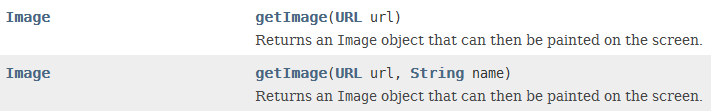 Image getImage(URL url)
Returns an Image object that can then be painted on the screen.
Image getImage(URL url, String name)
Returns an Image object that can then be painted on the screen.